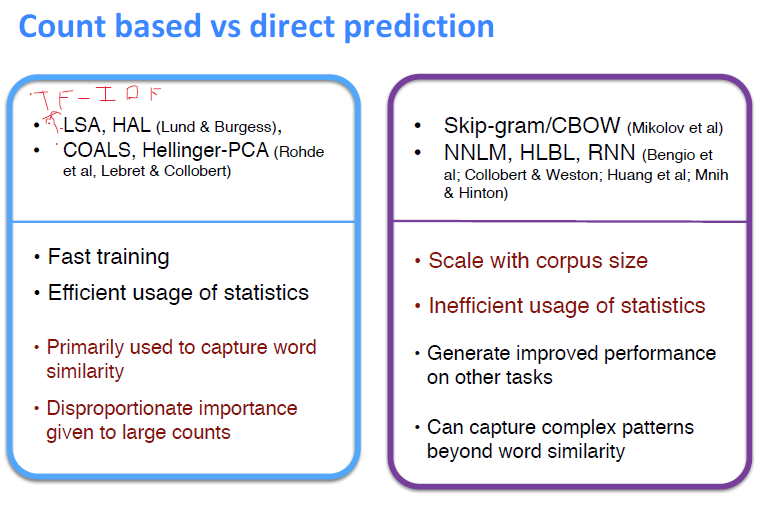 Count based vs direct prediction
TF-IDF
• LSA, HAL (Lund & Burgess),
• COALS, Hellinger-PCA (Rohde
et al, Lebret & Collobert)
• Fast training
• Efficient usage of statistics
• Primarily used to capture word
similarity
• Disproportionate importance
given to large counts
• Skip-gram/CBOW (Mikolov et al)
• NNLM, HLBL, RNN (Bengio et
al; Collobert & Weston; Huang et al; Mnih
& Hinton)
• Scale with corpus size
• Inefficient usage of statistics
• Generate improved performance
on other tasks
• Can capture complex patterns
beyond word similarity